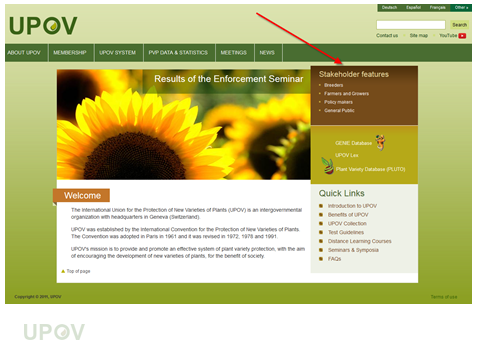 Deutsch Español Français Other
UPOV
Search
Contact us Site map YouTube
ABOUT UPOV MEMBERSHIP UPOV SYSTEM PVP DATA & STATISTICS MEETINGS NEWS
Results of the Enforcement Seminar
Stakeholder features
Breeders
Farmers and Growers
Policy makers
General Public
GENIE Database
UPOV Lex
Plant Variety Database (PLUTO)
Welcome
The International Union for the Protection of New Varieties of Plants (UPOV) is an intergovernmental
organization with headquarters in Geneva (Switzerland).
UPOV was established by the International Convention for the Protection of New Varieties of Plants.
The Convention was adopted in Paris in 1961 and it was revised in 1972, 1978 and 1991.
UPOV's mission is to provide and promote an effective system of plant variety protection, with the aim
of encouraging the development of new varieties of plants, for the benefit of society.
Top of page
Quick Links
Introduction to UPOV
Benefits of UPOV
UPOV Collection
Test Guidelines
Distance Learning Courses
Seminars & Symposia
FAQs
Copyright © 2011, UPOV
Terms of use
UPOV